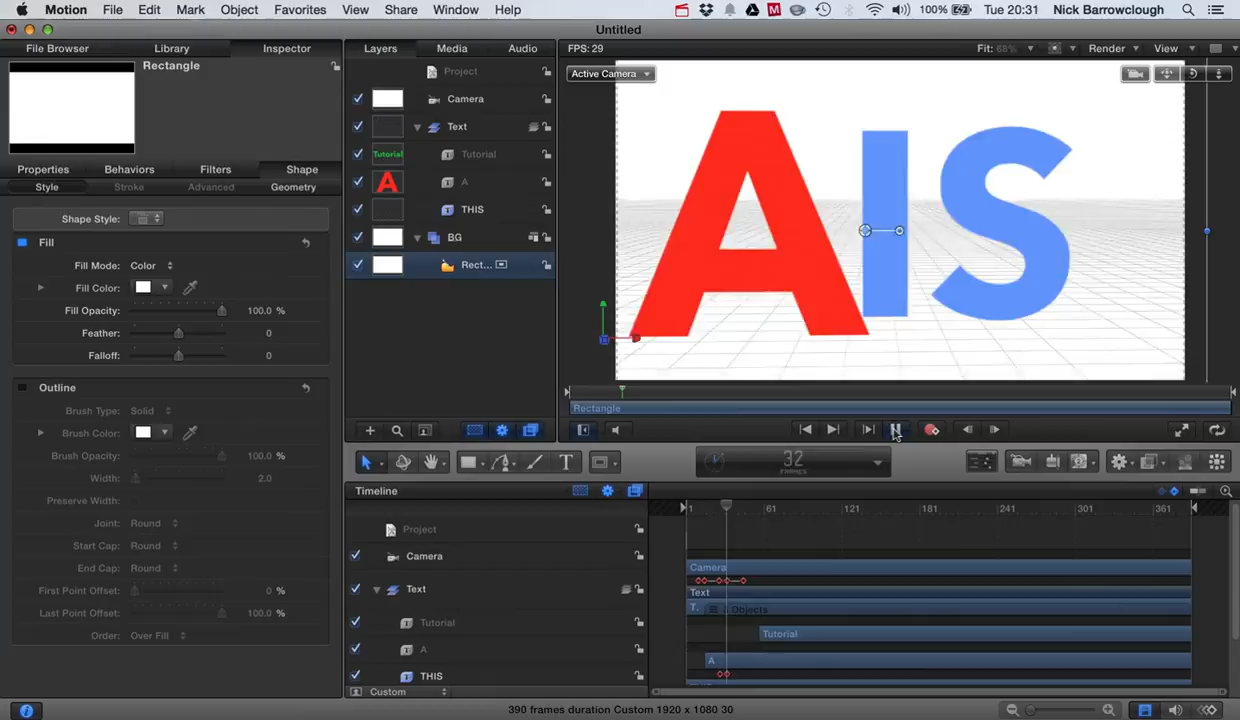 Motion File Edit Mark Object Favorites View Share Window Help 100% Tue 20:31 Nick Barrowclough
Untitled
File Browser Library Inspector Layers Media Audio FPS: 29 Fit: 68% Render View
Rectangle
Project
Active Camera
Camera
Text
Tutorial Tutorial
A A
THIS
BG
Rect...
A IS
Properties Behaviors Filters Shape
Style Stroke Advanced Geometry
Shape Style:
Fill
Fill Mode: Color
Fill Color:
Fill Opacity: 100.0 %
Feather: 0
Falloff: 0
Outline
Brush Type: Solid
Brush Color:
Brush Opacity: 100.0 %
Width: 2.0
Preserve Width:
Joint: Round
Start Cap: Round
End Cap: Round
First Point Offset: 0 %
Last Point Offset: 100.0 %
Order: Over Fill
Rectangle
T
32
FRAMES
Timeline
1 61 121 181 241 301 361
Project
Camera Camera
Text Text
T. Objects
Tutorial Tutorial
A A
THIS
Custom
390 frames duration Custom 1920 x 1080 30